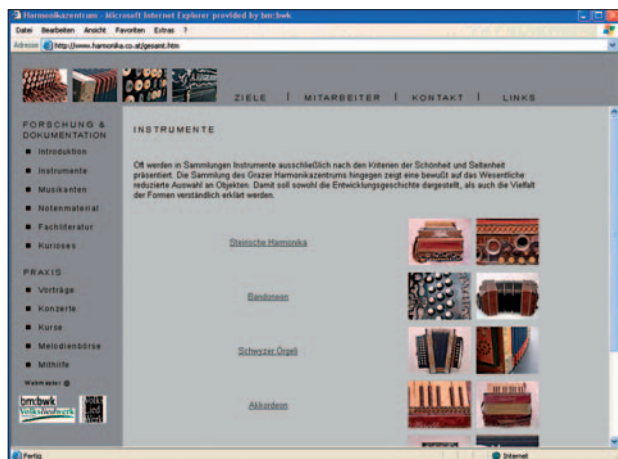 Harmonikazentrum - Microsoft Internet Explorer provided by bm:bwk
Datei Bearbeiten Ansicht Favoriten Extras ?
Adresse http://www.harmonika.co.at/gesamt.htm
ZIELE | MITARBEITER | KONTAKT | LINKS
FORSCHUNG &
DOKUMENTATION
Introduktion
Instrumente
Musikanten
Notenmaterial
Fachliteratur
Kurioses
PRAXIS
Vorträge
Konzerte
Kurse
Melodienbörse
Mithilfe
Webmaster @
bm:bwk
Volksliedwerk
INSTRUMENTE
Oft werden in Sammlungen Instrumente ausschließlich nach den Kriterien der Schönheit und Seltenheit
präsentiert. Die Sammlung des Grazer Harmonikazentrums hingegen zeigt eine bewußt auf das Wesentliche
reduzierte Auswahl an Objekten. Damit soll sowohl die Entwicklungsgeschichte dargestellt, als auch die Vielfalt
der Formen verständlich erklärt werden.
Steirische Harmonika
Bandoneon
Schwyzer Örgeli
Akkordeon
Fertig
Internet